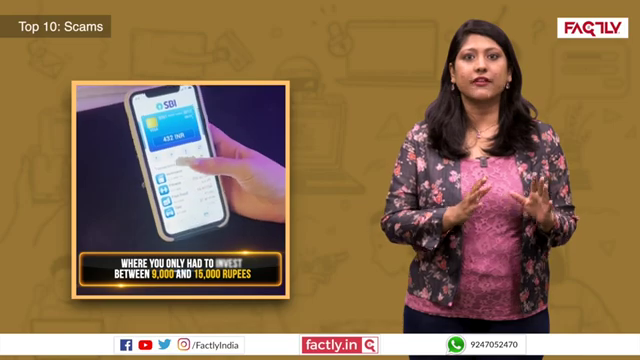 Top 10: Scams
FACTLY
SBI
432 INR
WHERE YOU ONLY HAD TO INVEST
BETWEEN 9,000 AND 15,000 RUPEES
/FactlyIndia
factly.in
9247052470